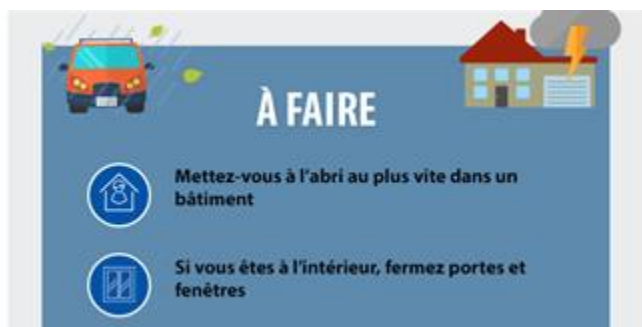 À FAIRE
Mettez-vous à l'abri au plus vite dans un
bâtiment
Si vous êtes à l'intérieur, fermez portes et
fenêtres